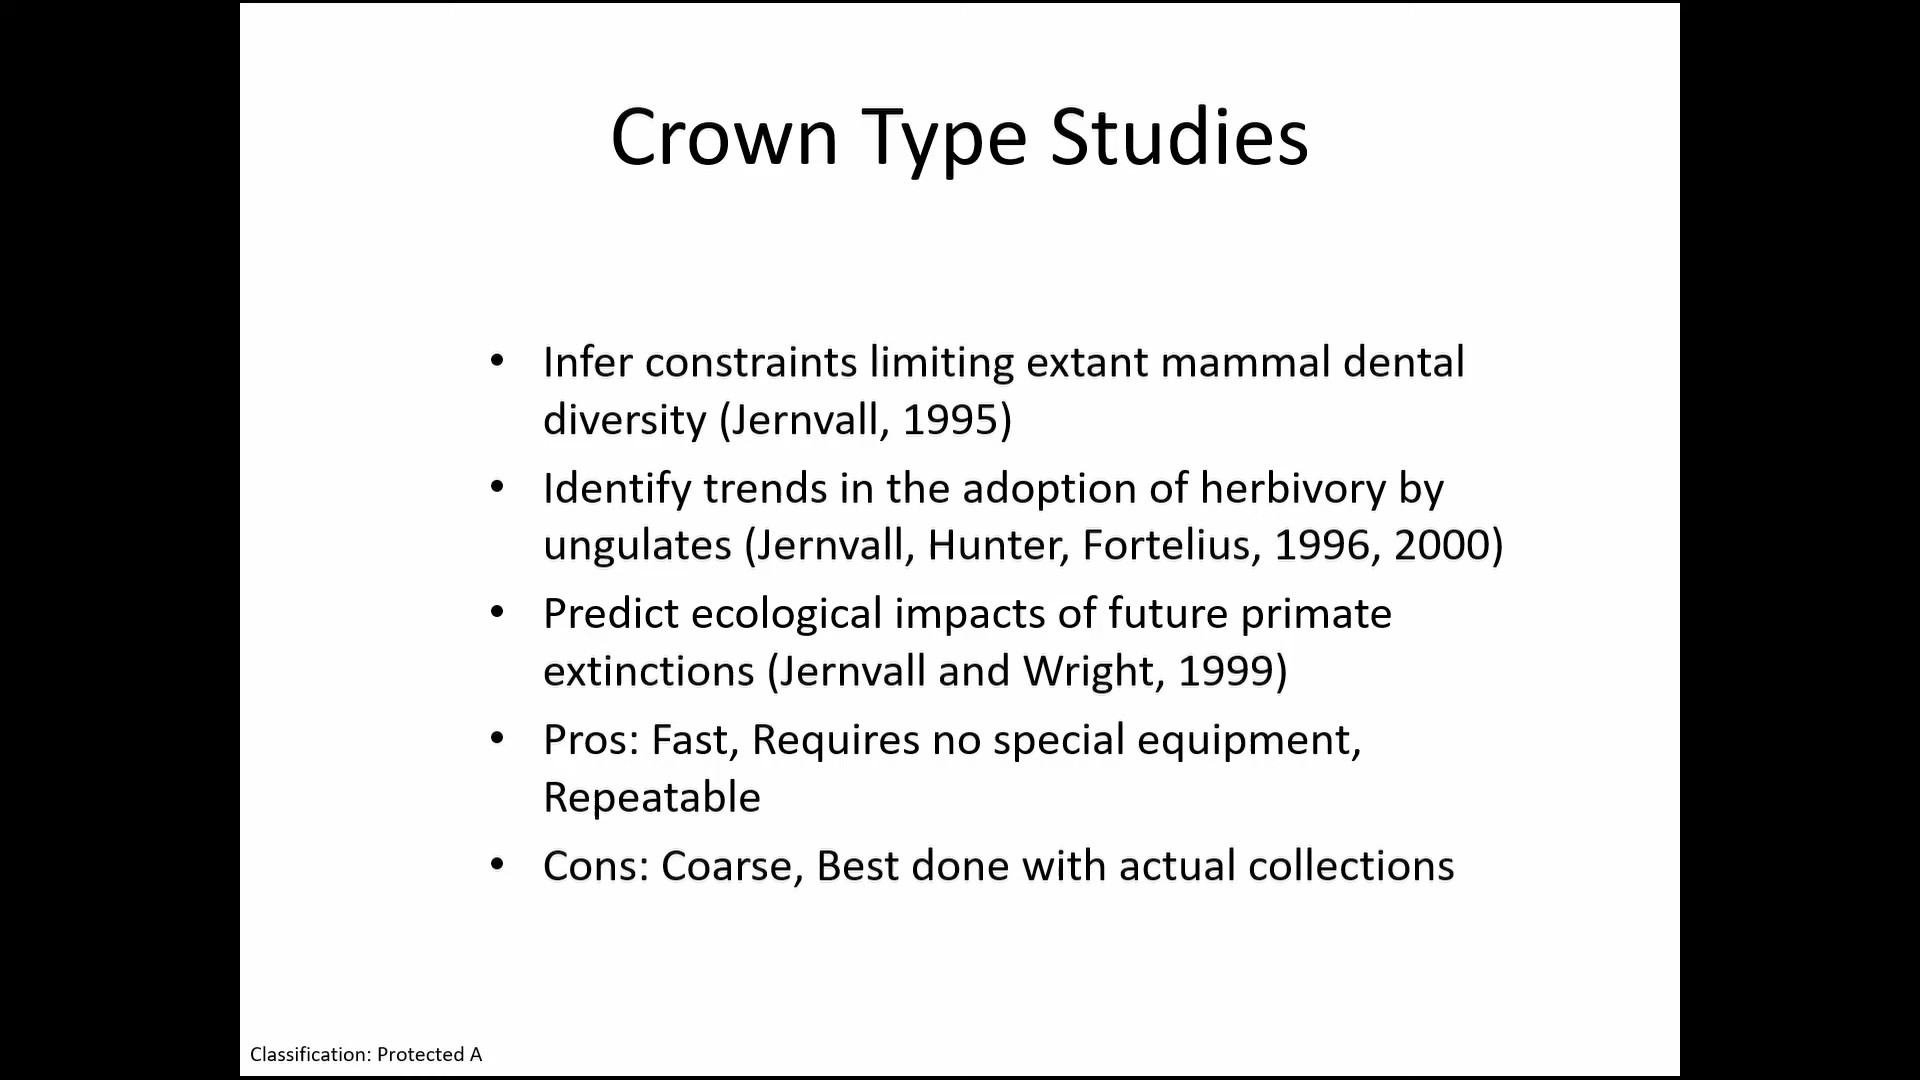 Crown Type Studies
• Infer constraints limiting extant mammal dental
diversity (Jernvall, 1995)
• Identify trends in the adoption of herbivory by
ungulates (Jernvall, Hunter, Fortelius, 1996, 2000)
• Predict ecological impacts of future primate
extinctions (Jernvall and Wright, 1999)
• Pros: Fast, Requires no special equipment,
Repeatable
• Cons: Coarse, Best done with actual collections
Classification: Protected A